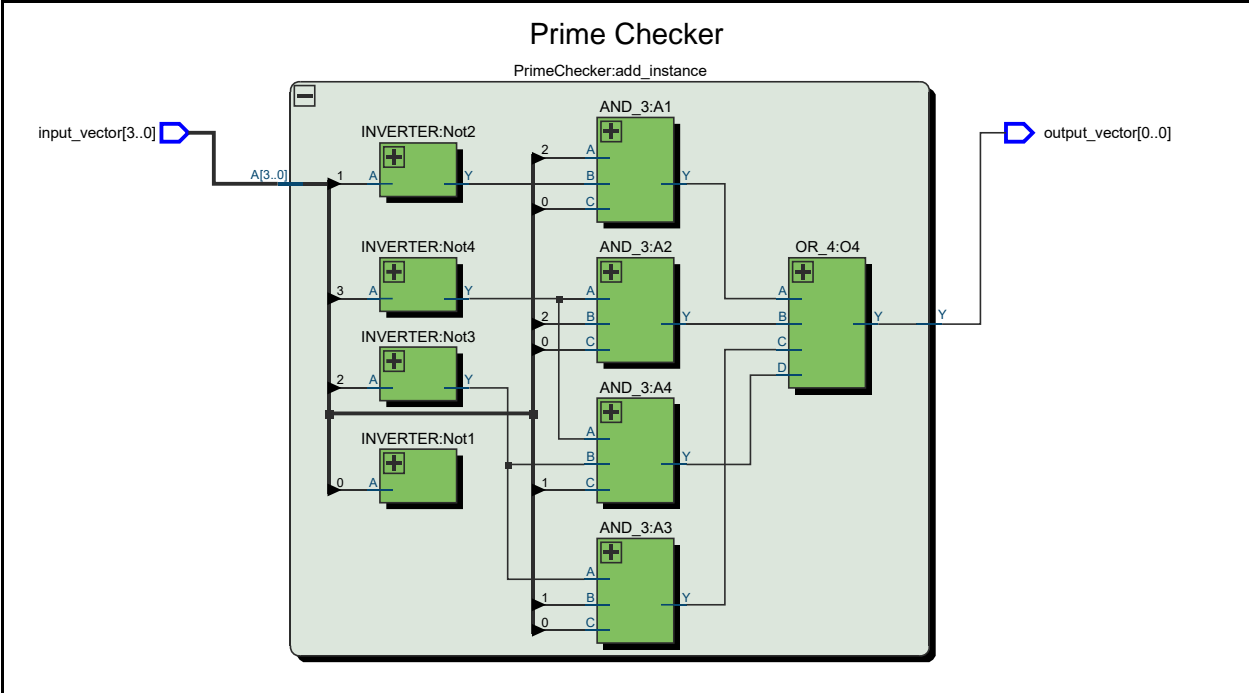 Prime Checker
PrimeChecker:add_instance
input_vector[3..0]
output_vector[0..0]
A[3..0]
INVERTER:Not2
1 A Y
INVERTER:Not4
3 A Y
INVERTER:Not3
2 A Y
INVERTER:Not1
0 A
AND_3:A1
2 A
B Y
0 C
AND_3:A2
A
2 B Y
0 C
AND_3:A4
A
B Y
1 C
AND_3:A3
A
1 B Y
0 C
OR_4:O4
A
B Y
C
D
Y